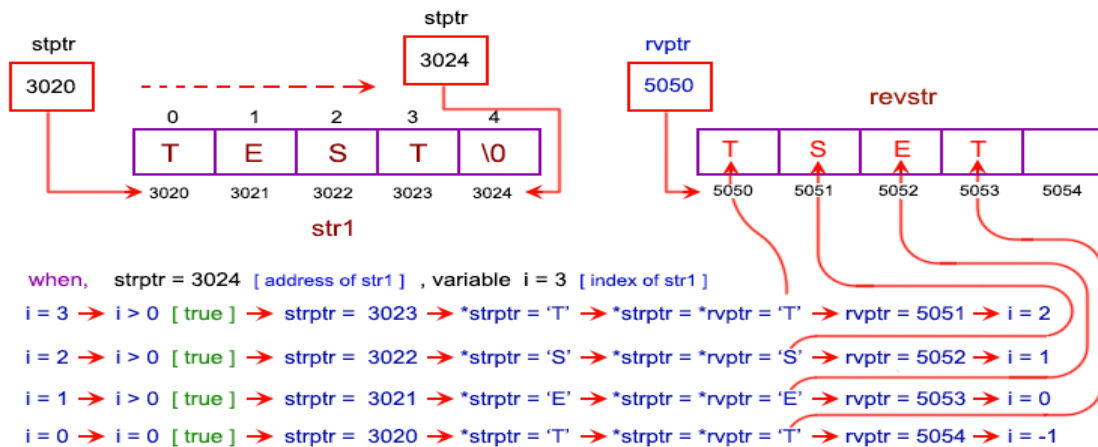 stptr
3020
stptr
3024
0 1 2 3 4
T E S T \0
3020 3021 3022 3023 3024
str1
rvptr
5050
revstr
T S E T
5050 5051 5052 5053 5054
when, strptr = 3024 [ address of str1 ] , variable i = 3 [ index of str1 ]
i = 3 → i > 0 [ true ] → strptr = 3023 → *strptr = ‘T’ → *strptr = *rvptr = ‘T’ → rvptr = 5051 → i = 2
i = 2 → i > 0 [ true ] → strptr = 3022 → *strptr = ‘S’ → *strptr = *rvptr = ‘S’ → rvptr = 5052 → i = 1
i = 1 → i > 0 [ true ] → strptr = 3021 → *strptr = ‘E’ → *strptr = *rvptr = ‘E’ → rvptr = 5053 → i = 0
i = 0 → i = 0 [ true ] → strptr = 3020 → *strptr = ‘T’ → *strptr = *rvptr = ‘T’ → rvptr = 5054 → i = -1